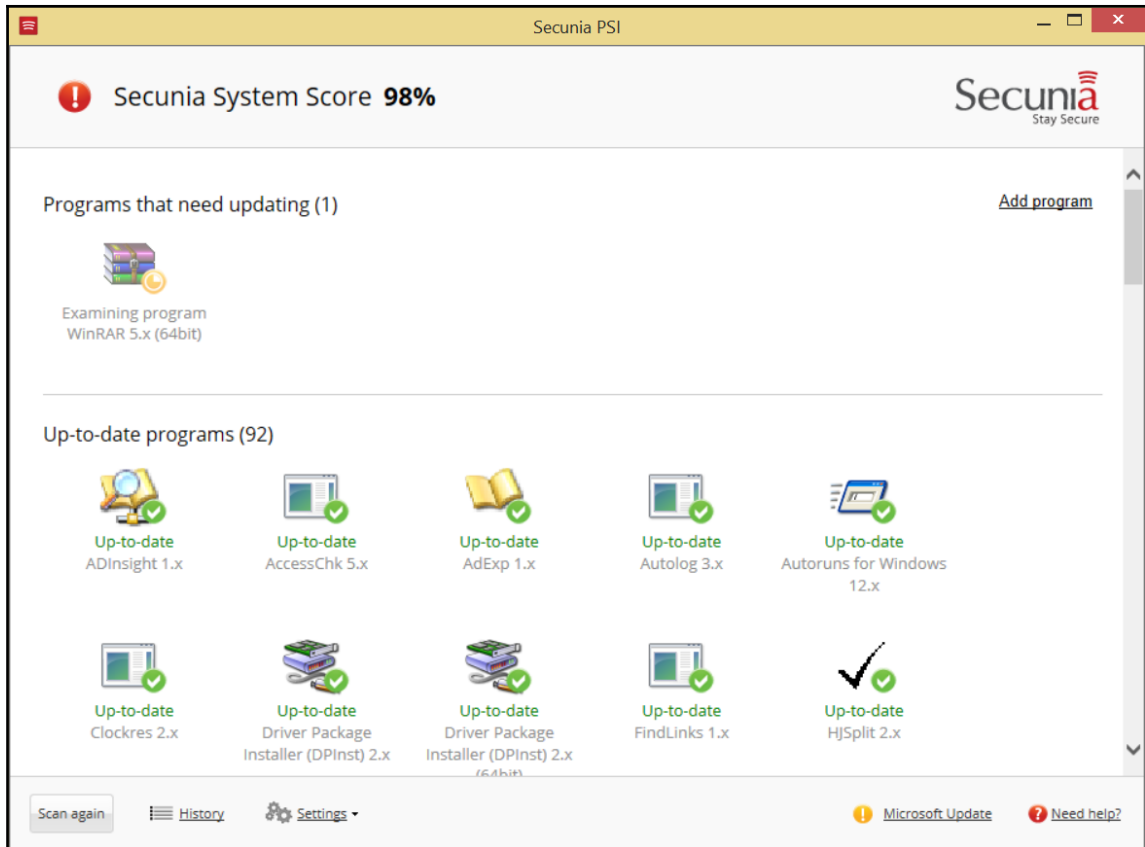 Secunia PSI
Secunia System Score 98%
Secunia
Stay Secure
Programs that need updating (1)
Add program
Examining program
WinRAR 5.x (64bit)
Up-to-date programs (92)
Up-to-date
ADInsight 1.x
Up-to-date
AccessChk 5.x
Up-to-date
AdExp 1.x
Up-to-date
Autolog 3.x
Up-to-date
Autoruns for Windows
12.x
Up-to-date
Clockres 2.x
Up-to-date
Driver Package
Installer (DPInst) 2.x
Up-to-date
Driver Package
Installer (DPInst) 2.x
(64bit)
Up-to-date
FindLinks 1.x
Up-to-date
HJSplit 2.x
Scan again
History
Settings
Microsoft Update
Need help?